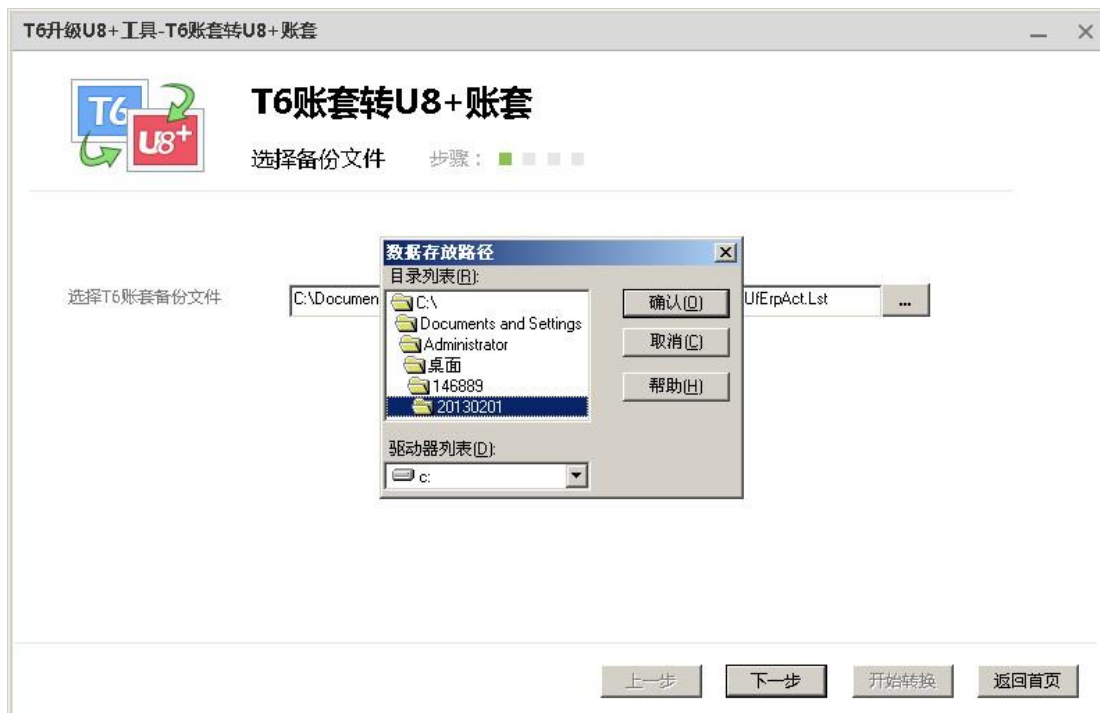 T6升级U8+工具-T6账套转U8+账套
T6
U8+
T6账套转U8+账套
选择备份文件 步骤：
数据存放路径
目录列表(R):
选择T6账套备份文件
C:\Documen
UfErpAct.Lst
...
C:\
Documents and Settings
Administrator
桌面
146889
20130201
确认(O)
取消(C)
帮助(H)
驱动器列表(D):
c:
上一步 下一步 开始转换 返回首页